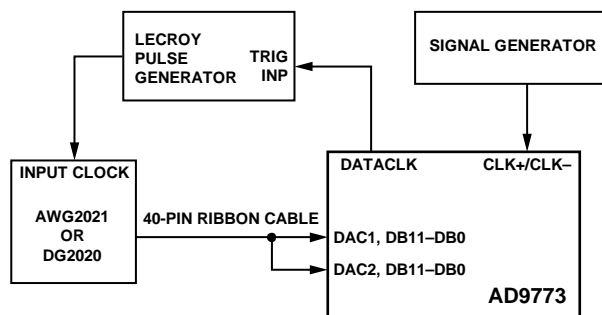 LECROY
PULSE
GENERATOR
TRIG
INP
SIGNAL GENERATOR
INPUT CLOCK
AWG2021
OR
DG2020
40-PIN RIBBON CABLE
DATACLK
CLK+/CLK–
DAC1, DB11–DB0
DAC2, DB11–DB0
AD9773